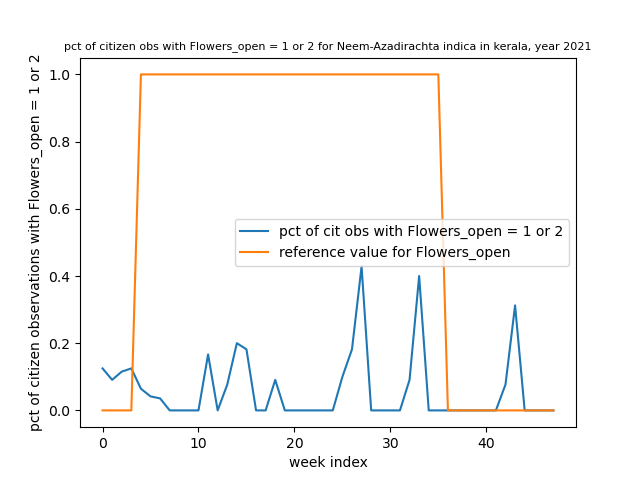 pct of citizen obs with Flowers_open = 1 or 2 for Neem-Azadirachta indica in kerala, year 2021
pct of citizen observations with Flowers_open = 1 or 2
1.0
0.8
0.6
0.4
0.2
0.0
pct of cit obs with Flowers_open = 1 or 2
reference value for Flowers_open
0 10 20 30 40
week index